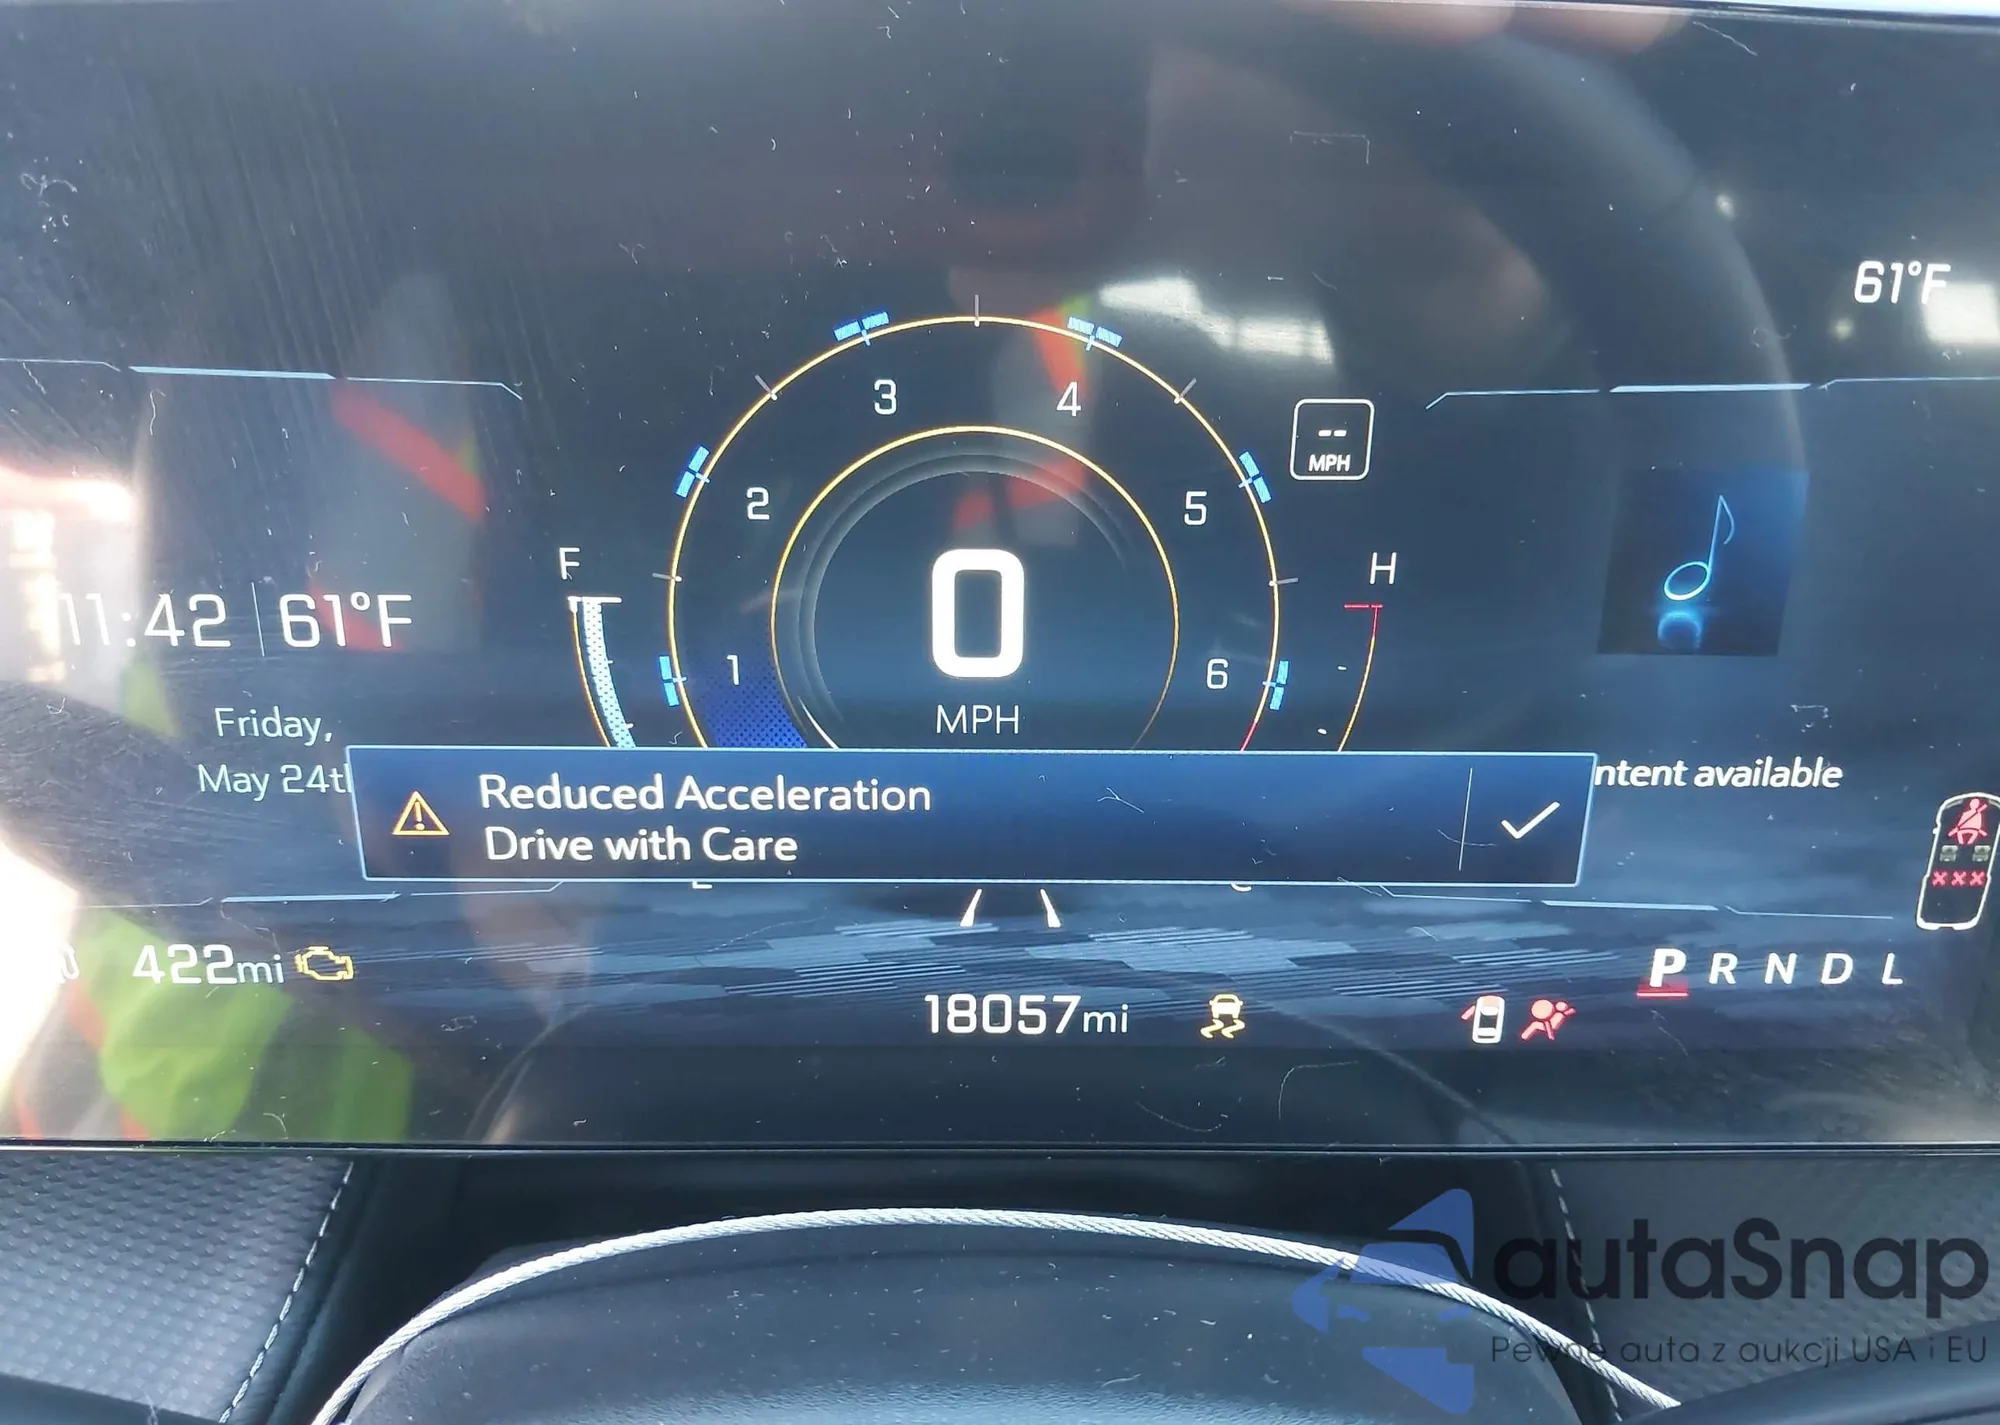 61°F
3
4
--
MPH
2
5
F
H
11:42
61°F
0
1
6
MPH
Friday,
May 24t
ntent available
Reduced Acceleration
Drive with Care
422mi
P R N D L
18057mi
autaSnap
Pewne auta z aukcji USA i EU